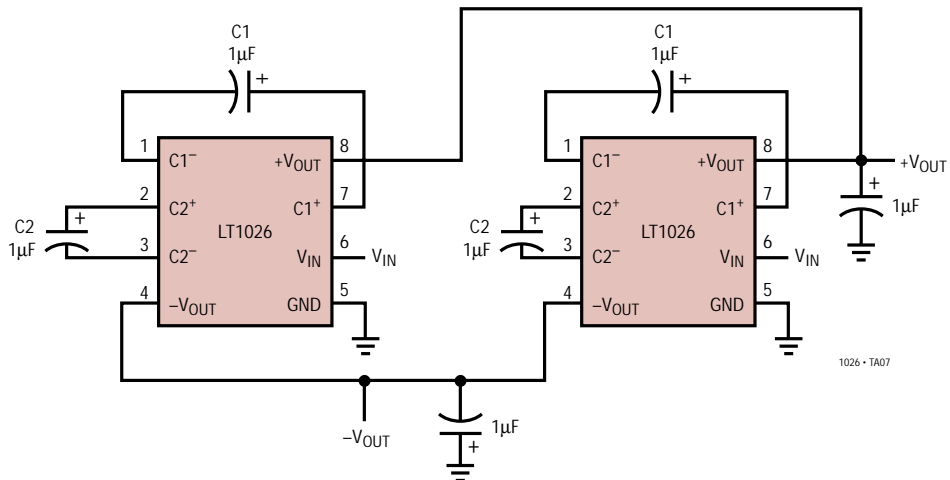 C1
1µF
+
1
C1⁻
+VOUT
8
2
C2⁺
C1⁺
7
C2
1µF
+
LT1026
3
C2⁻
VIN
6
VIN
4
–VOUT
GND
5
C1
1µF
+
1
C1⁻
+VOUT
8
+VOUT
2
C2⁺
C1⁺
7
+
1µF
C2
1µF
+
LT1026
3
C2⁻
VIN
6
VIN
4
–VOUT
GND
5
1026 • TA07
–VOUT
1µF
+